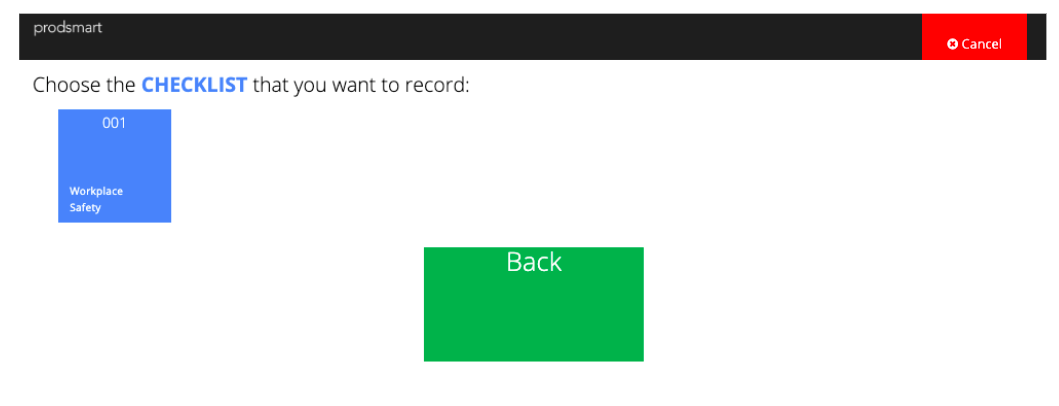 prodsmart
Cancel
Choose the CHECKLIST that you want to record:
001
Workplace
Safety
Back